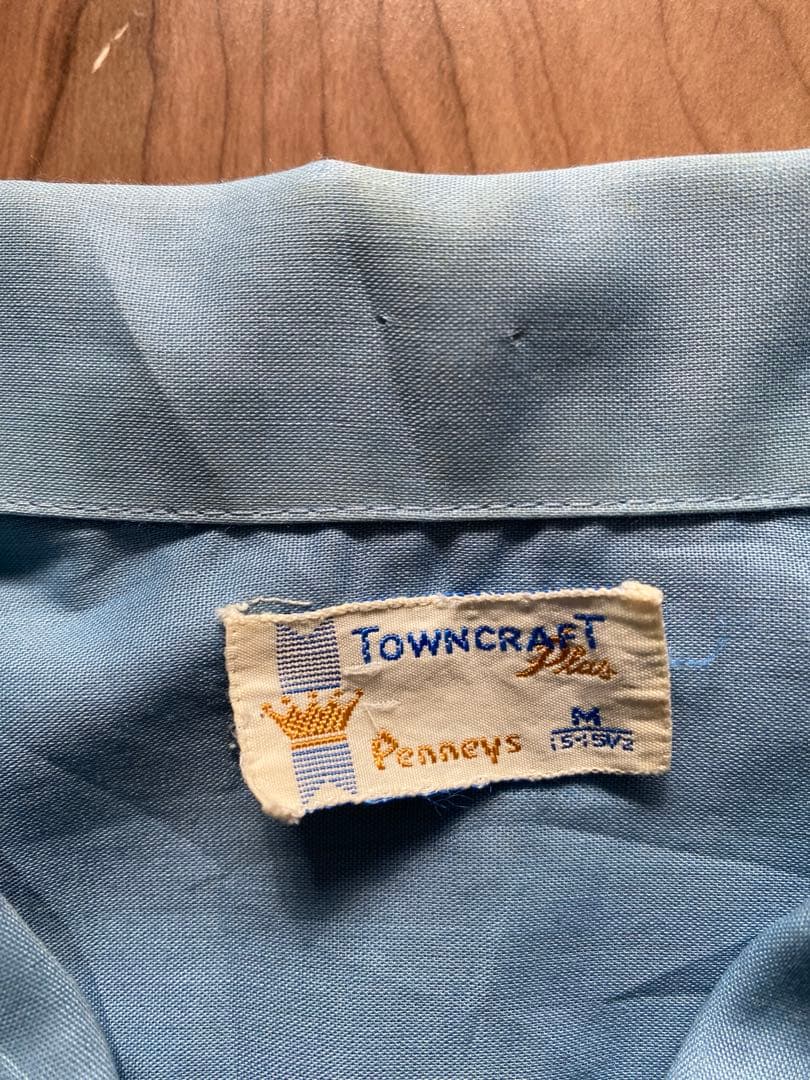 TOWNCRAFT
Plus
Penneys
M
15-15½